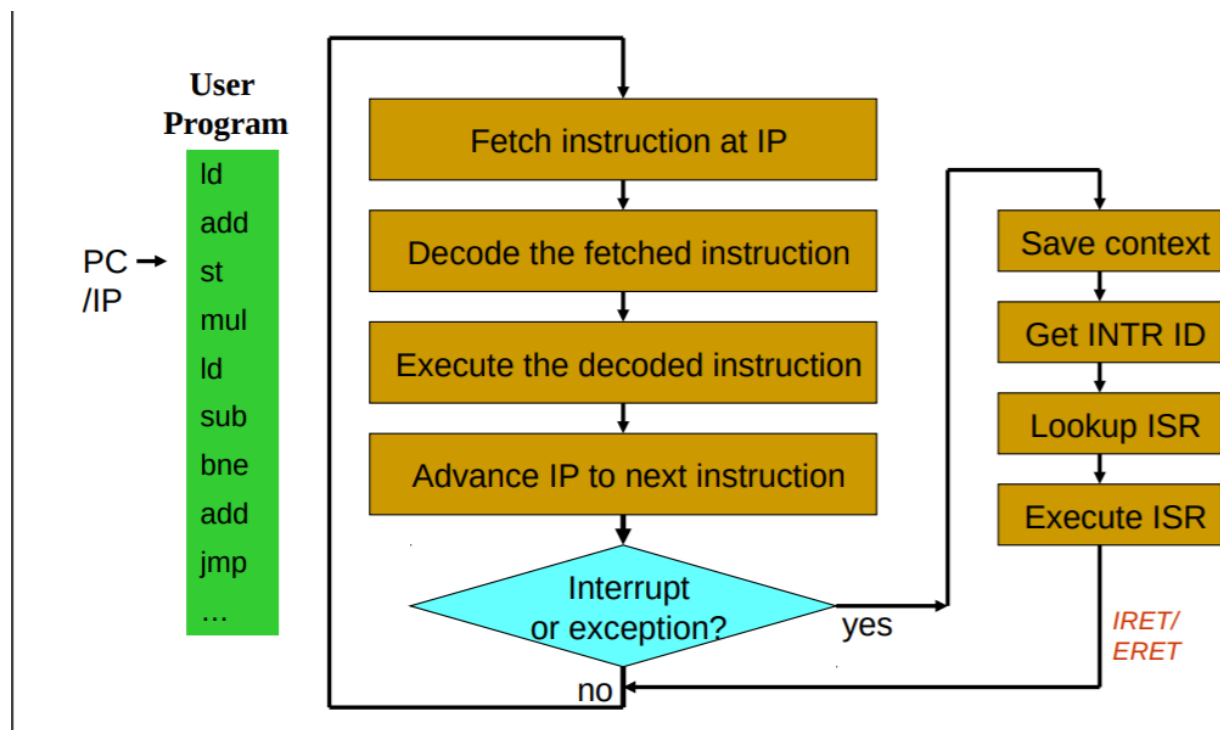 User
Program
ld
add
st
mul
ld
sub
bne
add
jmp
…
PC
/IP
Fetch instruction at IP
Decode the fetched instruction
Execute the decoded instruction
Advance IP to next instruction
Interrupt
or exception?
yes
no
Save context
Get INTR ID
Lookup ISR
Execute ISR
IRET/
ERET